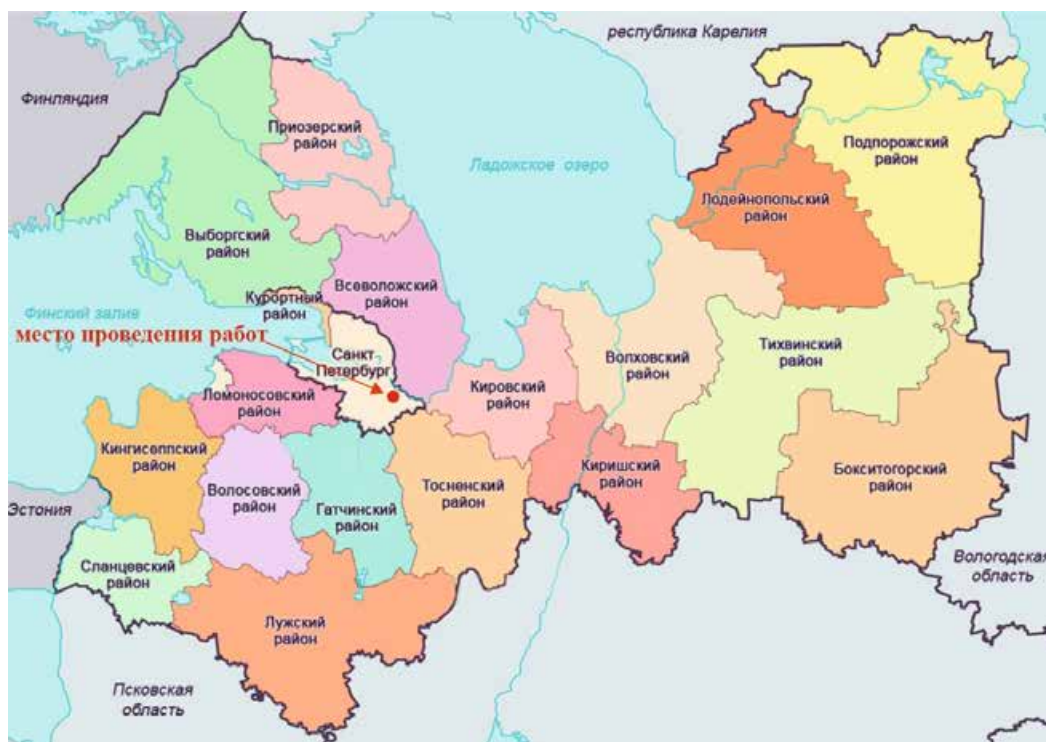 республика Карелия
Финляндия
Приозерский
район
Подпорожский
район
Ладожское озеро
Лодейнопольский
район
Выборгский
район
Всеволожский
район
Курортный
район
Финский залив
место проведения работ
Санкт
Петербург
Волховский
район
Тихвинский
район
Кировский
район
Ломоносовский
район
Кингисеппский
район
Волосовский
район
Гатчинский
район
Тосненский
район
Киришский
район
Бокситогорский
район
Эстония
Сланцевский
район
Вологодская
область
Лужский
район
Псковская
область